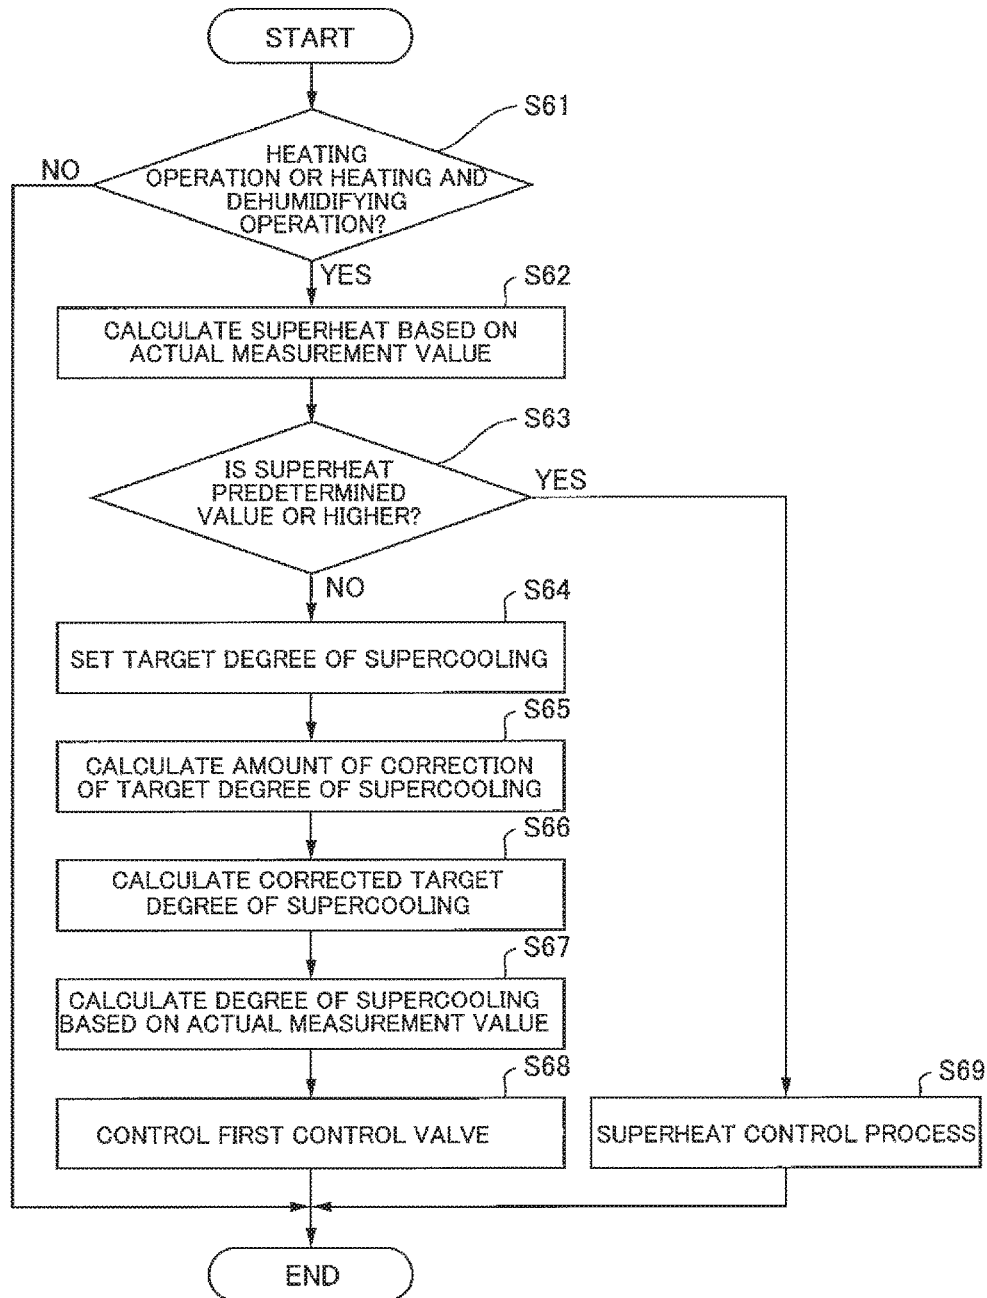 START
S61
NO
HEATING
OPERATION OR HEATING AND
DEHUMIDIFYING
OPERATION?
YES
S62
CALCULATE SUPERHEAT BASED ON
ACTUAL MEASUREMENT VALUE
S63
IS SUPERHEAT
PREDETERMINED
VALUE OR HIGHER?
YES
NO
S64
SET TARGET DEGREE OF SUPERCOOLING
S65
CALCULATE AMOUNT OF CORRECTION
OF TARGET DEGREE OF SUPERCOOLING
S66
CALCULATE CORRECTED TARGET
DEGREE OF SUPERCOOLING
S67
CALCULATE DEGREE OF SUPERCOOLING
BASED ON ACTUAL MEASUREMENT VALUE
S68
CONTROL FIRST CONTROL VALVE
S69
SUPERHEAT CONTROL PROCESS
END